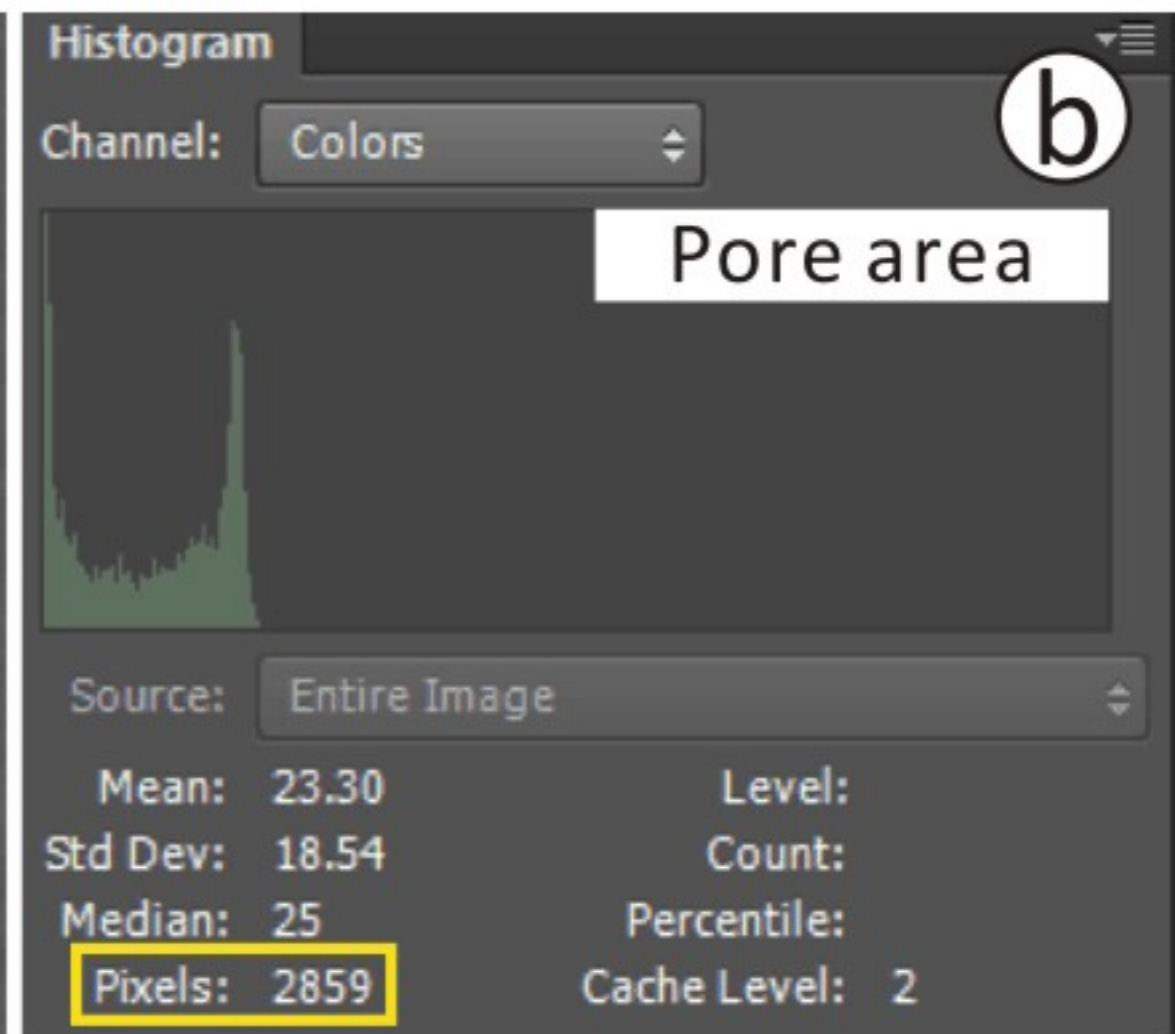 Histogram
b
Channel: Colors
Pore area
Source: Entire Image
Mean: 23.30 Level:
Std Dev: 18.54 Count:
Median: 25 Percentile:
Pixels: 2859 Cache Level: 2